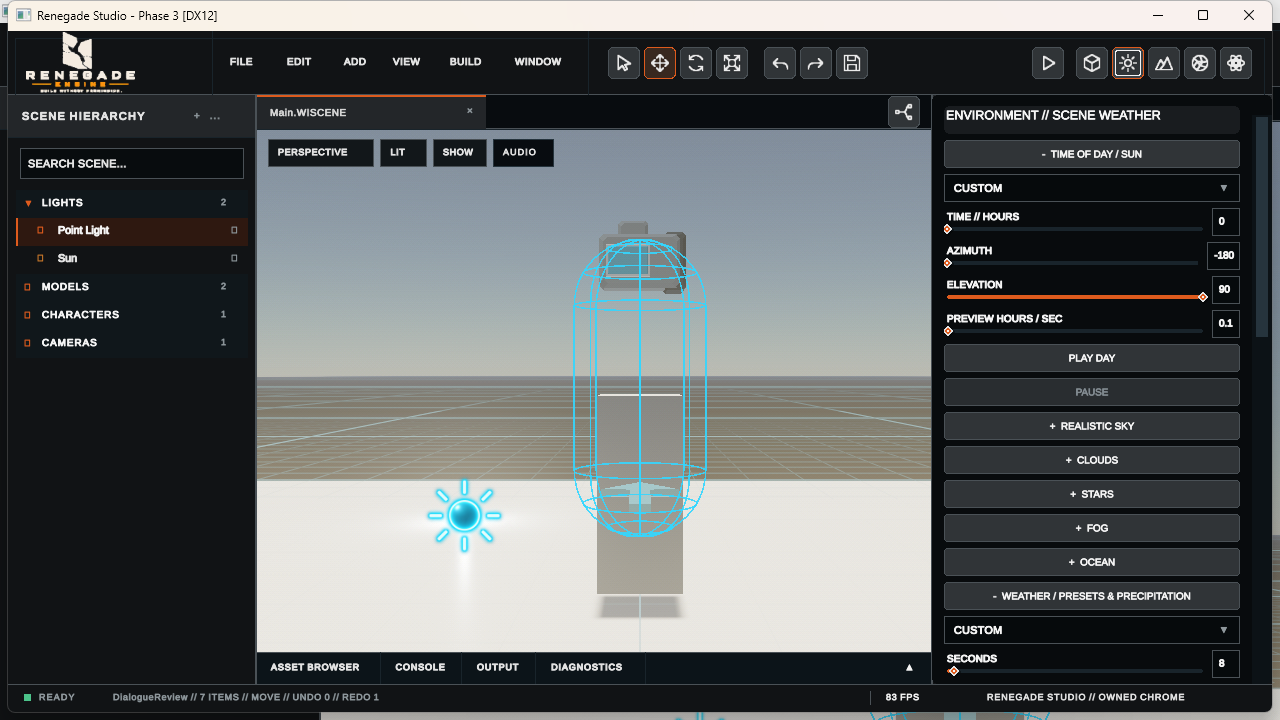 Renegade Studio - Phase 3 [DX12]
RENEGADE
ENGINE
BUILD WITHOUT PERMISSION.
FILE
EDIT
ADD
VIEW
BUILD
WINDOW
SCENE HIERARCHY
+ ...
Main.WISCENE ×
SEARCH SCENE...
LIGHTS 2
Point Light
Sun
MODELS 2
CHARACTERS 1
CAMERAS 1
PERSPECTIVE
LIT
SHOW
AUDIO
ENVIRONMENT // SCENE WEATHER
- TIME OF DAY / SUN
CUSTOM
TIME // HOURS 0
AZIMUTH -180
ELEVATION 90
PREVIEW HOURS / SEC 0.1
PLAY DAY
PAUSE
+ REALISTIC SKY
+ CLOUDS
+ STARS
+ FOG
+ OCEAN
- WEATHER / PRESETS & PRECIPITATION
CUSTOM
SECONDS 8
ASSET BROWSER
CONSOLE
OUTPUT
DIAGNOSTICS
READY
DialogueReview // 7 ITEMS // MOVE // UNDO 0 // REDO 1
83 FPS
RENEGADE STUDIO // OWNED CHROME